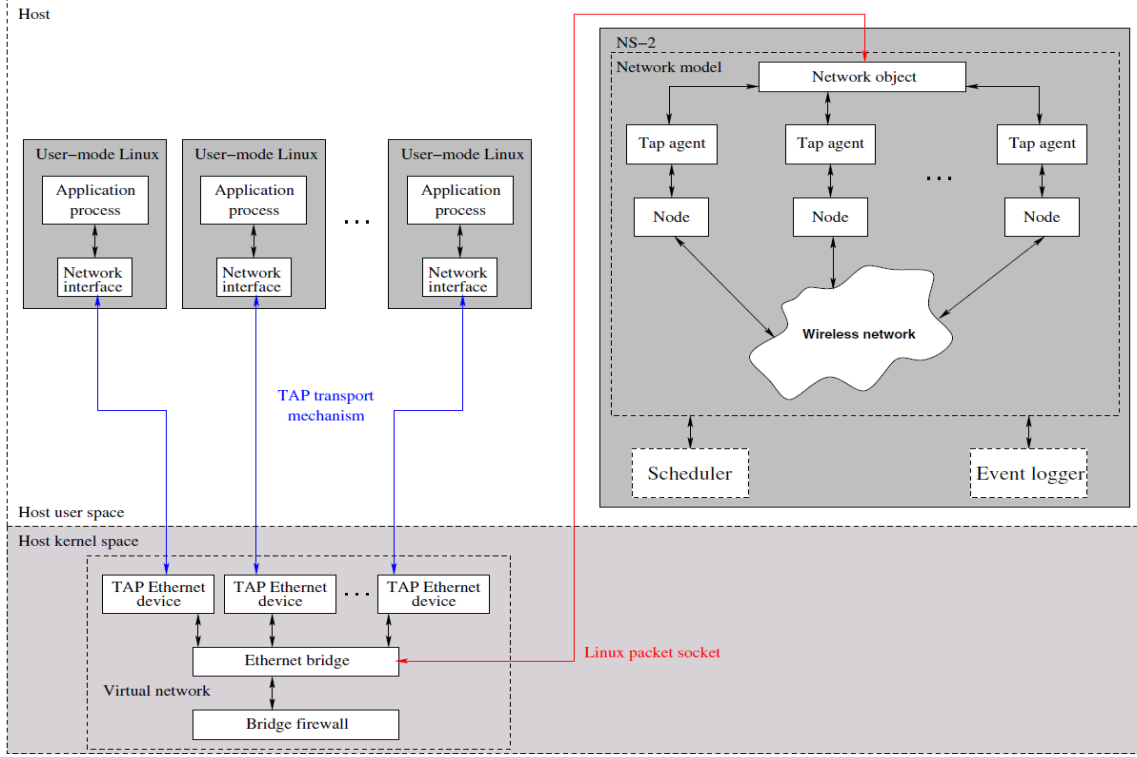 Host
NS−2
Network model
Network object
Tap agent
Tap agent
Tap agent
...
Node
Node
Node
Wireless network
Scheduler
Event logger
User−mode Linux
Application
process
Network
interface
User−mode Linux
Application
process
Network
interface
...
User−mode Linux
Application
process
Network
interface
TAP transport
mechanism
Host user space
Host kernel space
TAP Ethernet
device
TAP Ethernet
device
...
TAP Ethernet
device
Ethernet bridge
Linux packet socket
Virtual network
Bridge firewall